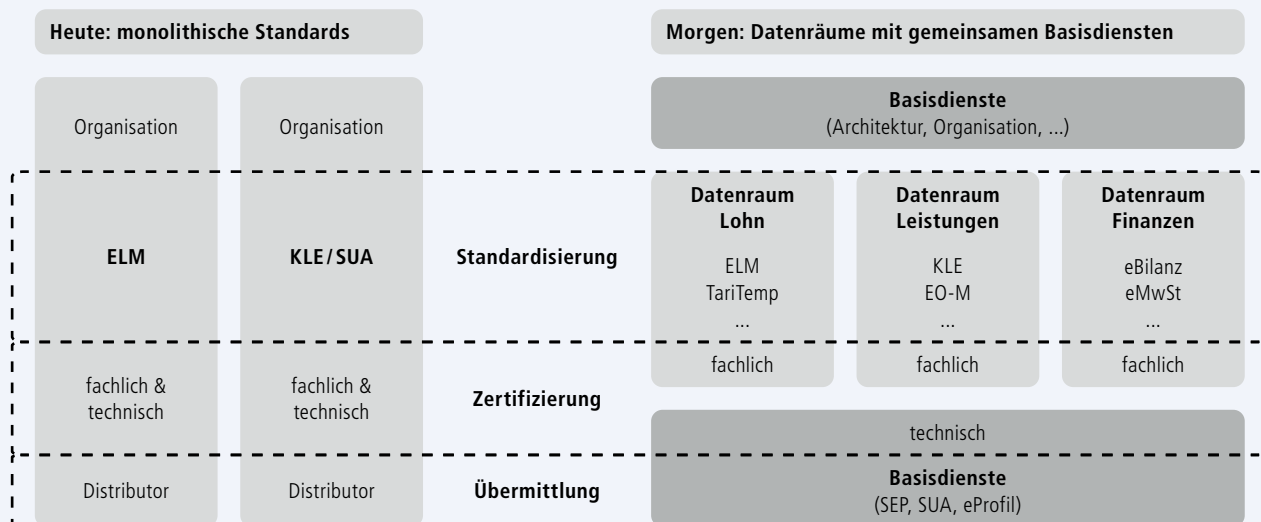 Heute: monolithische Standards
Organisation
ELM
fachlich &
technisch
Distributor
Organisation
KLE/SUA
fachlich &
technisch
Distributor
Standardisierung
Zertifizierung
Übermittlung
Morgen: Datenräume mit gemeinsamen Basisdiensten
Basisdienste
(Architektur, Organisation, ...)
Datenraum
Lohn
ELM
TariTemp
...
fachlich
Datenraum
Leistungen
KLE
EO-M
...
fachlich
Datenraum
Finanzen
eBilanz
eMwSt
...
fachlich
technisch
Basisdienste
(SEP, SUA, eProfil)